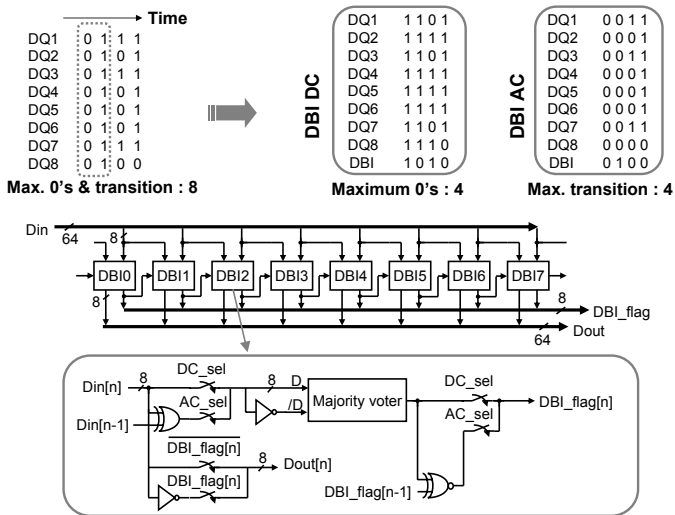 Time
DQ1 0 1 1 1
DQ2 0 1 0 1
DQ3 0 1 1 1
DQ4 0 1 0 1
DQ5 0 1 0 1
DQ6 0 1 0 1
DQ7 0 1 1 1
DQ8 0 1 0 0
Max. 0's & transition : 8
DBI DC
DQ1 1 1 0 1
DQ2 1 1 1 1
DQ3 1 1 0 1
DQ4 1 1 1 1
DQ5 1 1 1 1
DQ6 1 1 1 1
DQ7 1 1 0 1
DQ8 1 1 1 0
DBI 1 0 1 0
Maximum 0's : 4
DBI AC
DQ1 0 0 1 1
DQ2 0 0 0 1
DQ3 0 0 1 1
DQ4 0 0 0 1
DQ5 0 0 0 1
DQ6 0 0 0 1
DQ7 0 0 1 1
DQ8 0 0 0 0
DBI 0 1 0 0
Max. transition : 4
Din 64 8
DBI0 DBI1 DBI2 DBI3 DBI4 DBI5 DBI6 DBI7
8 8 DBI_flag
64 Dout
DC_sel
Din[n] 8 8 D
AC_sel
/D
Din[n-1]
Majority voter
DC_sel
DBI_flag[n]
AC_sel
DBI_flag[n]
8 Dout[n]
DBI_flag[n]
DBI_flag[n-1]